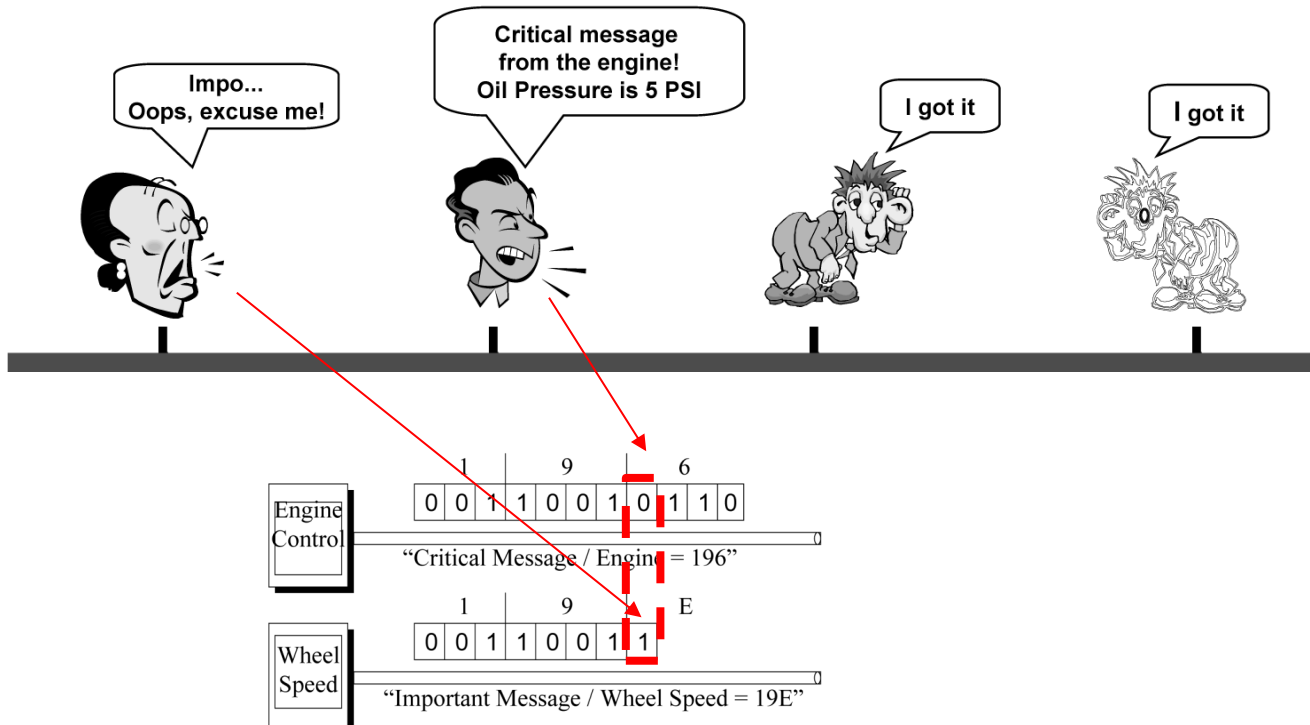 Impo...
Oops, excuse me!
Critical message
from the engine!
Oil Pressure is 5 PSI
I got it
I got it
Engine
Control
1 9 6
0 0 1 1 0 0 1 0 1 1 0
“Critical Message / Engine = 196”
Wheel
Speed
1 9 E
0 0 1 1 0 0 1 1
“Important Message / Wheel Speed = 19E”